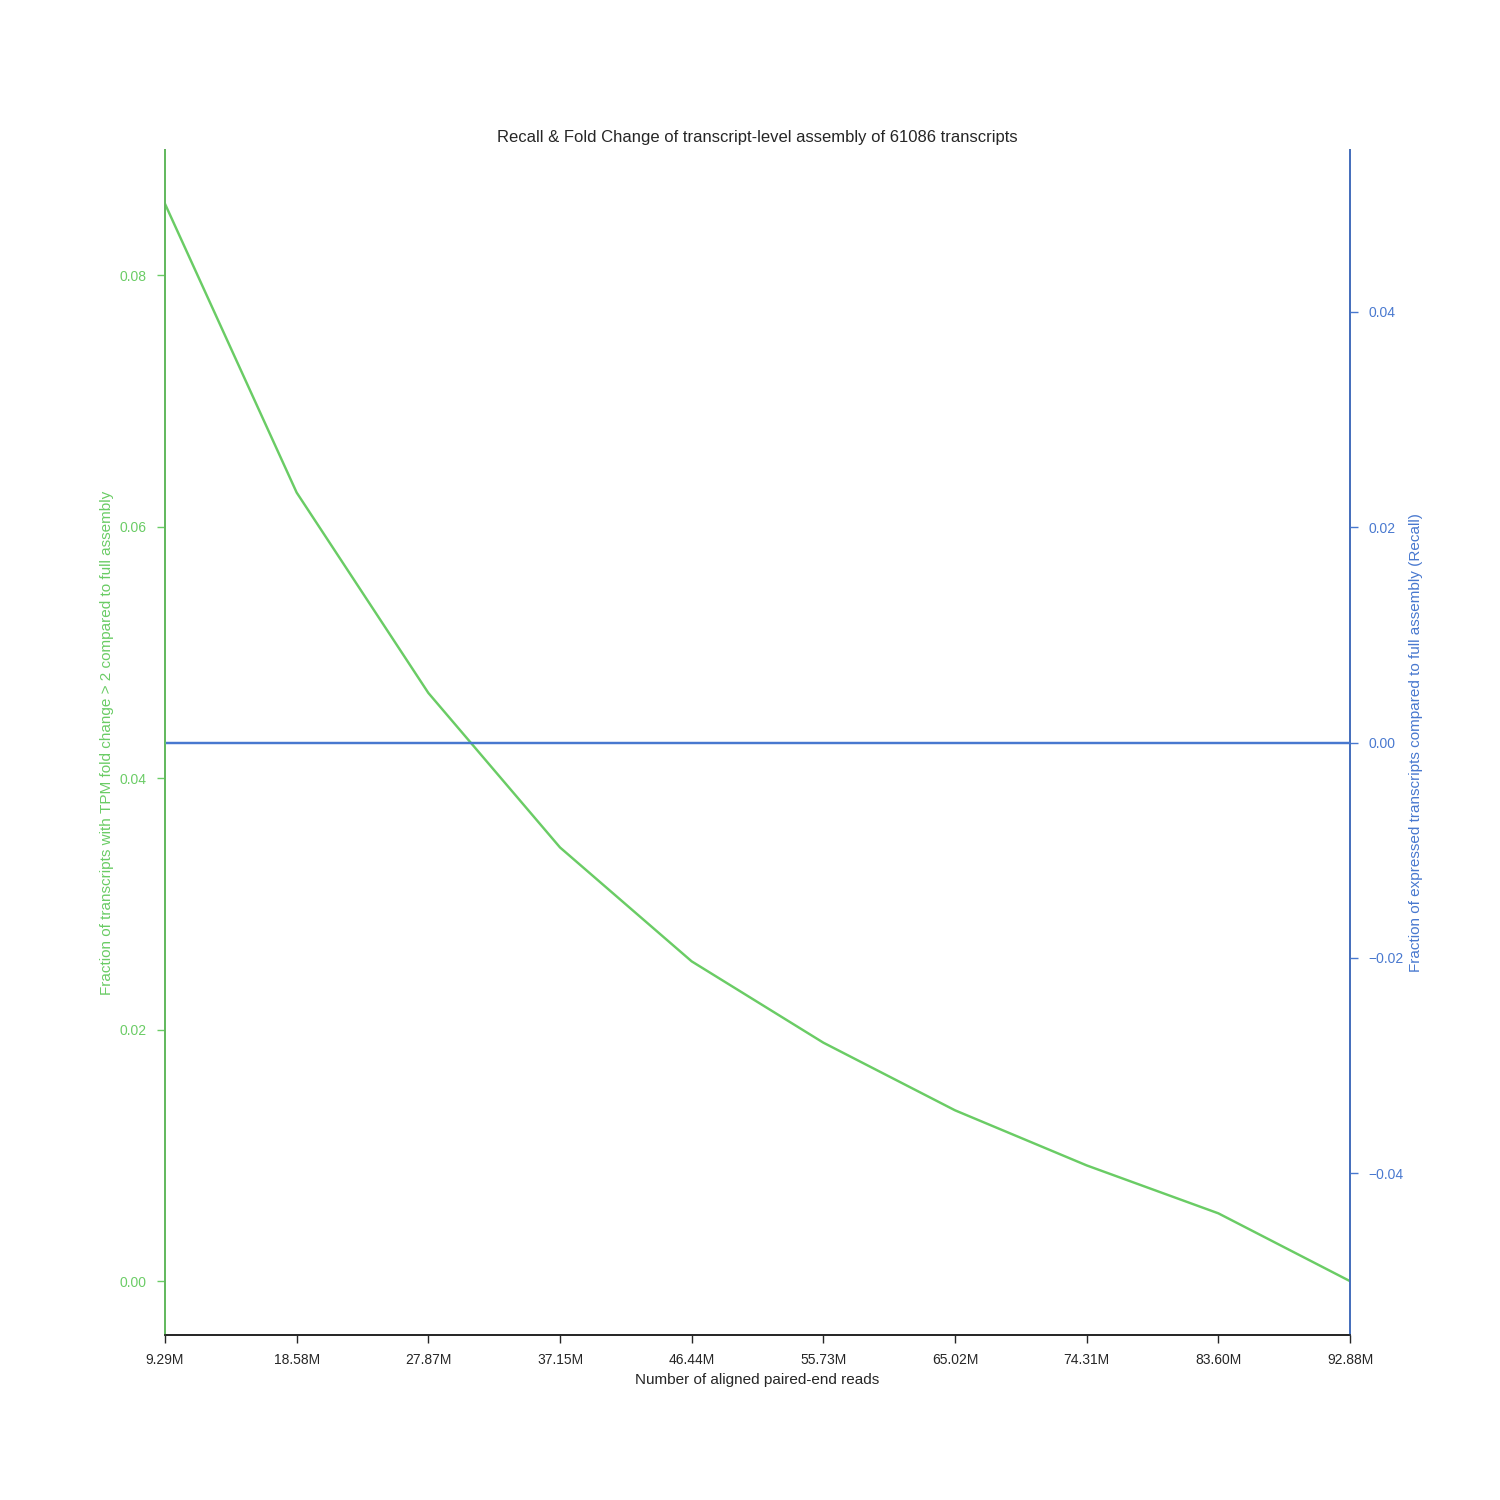 Recall & Fold Change of transcript-level assembly of 61086 transcripts
0.08
0.06
0.04
0.02
0.00
Fraction of transcripts with TPM fold change > 2 compared to full assembly
0.04
0.02
0.00
−0.02
−0.04
Fraction of expressed transcripts compared to full assembly (Recall)
9.29M 18.58M 27.87M 37.15M 46.44M 55.73M 65.02M 74.31M 83.60M 92.88M
Number of aligned paired-end reads